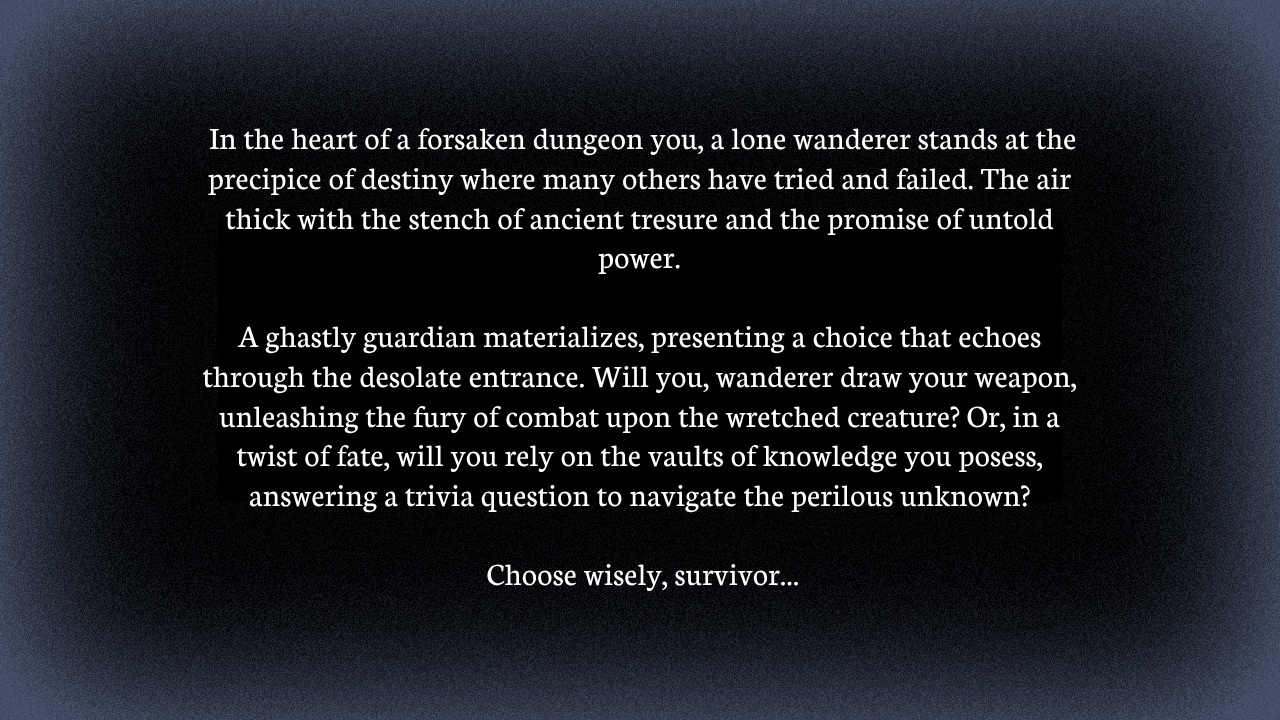 In the heart of a forsaken dungeon you, a lone wanderer stands at the
precipice of destiny where many others have tried and failed. The air
thick with the stench of ancient tresure and the promise of untold
power.
A ghastly guardian materializes, presenting a choice that echoes
through the desolate entrance. Will you, wanderer draw your weapon,
unleashing the fury of combat upon the wretched creature? Or, in a
twist of fate, will you rely on the vaults of knowledge you posess,
answering a trivia question to navigate the perilous unknown?
Choose wisely, survivor...